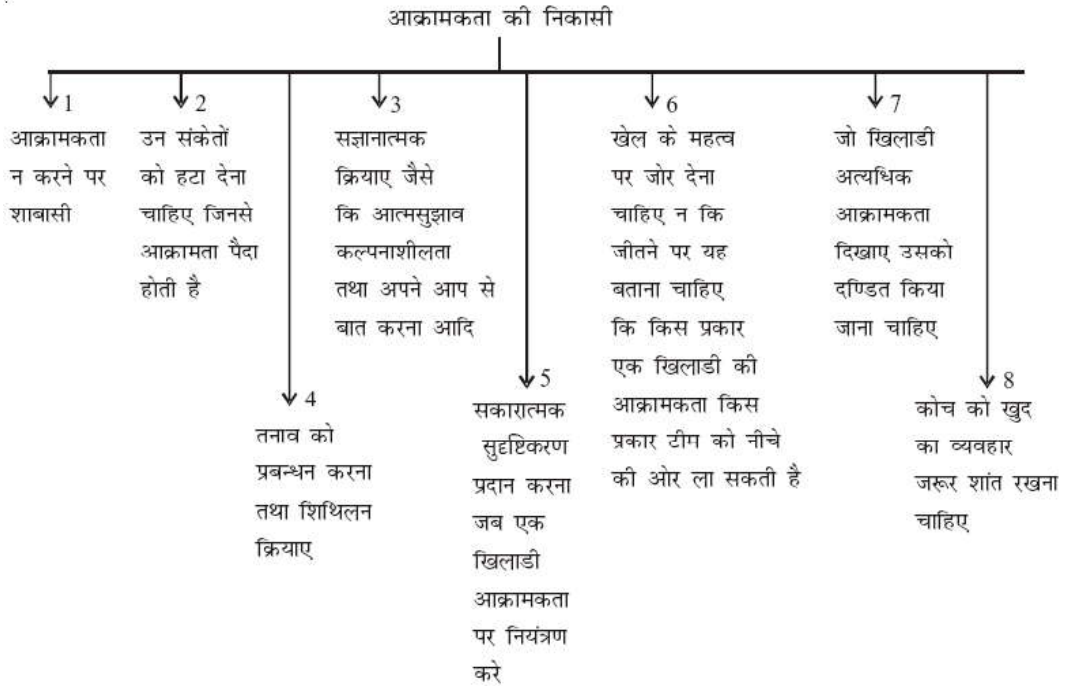 आक्रामकता की निकासी
1
आक्रामकता
न करने पर
शाबासी
2
उन संकेतों
को हटा देना
चाहिए जिनसे
आक्रामता पैदा
होती है
3
सज्ञानात्मक
क्रियाए जैसे
कि आत्मसुझाव
कल्पनाशीलता
तथा अपने आप से
बात करना आदि
4
तनाव को
प्रबन्धन करना
तथा शिथिलन
क्रियाए
5
सकारात्मक
सुदृष्टिकरण
प्रदान करना
जब एक
खिलाडी
आक्रामकता
पर नियंत्रण
करे
6
खेल के महत्व
पर जोर देना
चाहिए न कि
जीतने पर यह
बताना चाहिए
कि किस प्रकार
एक खिलाडी की
आक्रामकता किस
प्रकार टीम को नीचे
की ओर ला सकती है
7
जो खिलाडी
अत्यधिक
आक्रामकता
दिखाए उसको
दण्डित किया
जाना चाहिए
8
कोच को खुद
का व्यवहार
जरूर शांत रखना
चाहिए